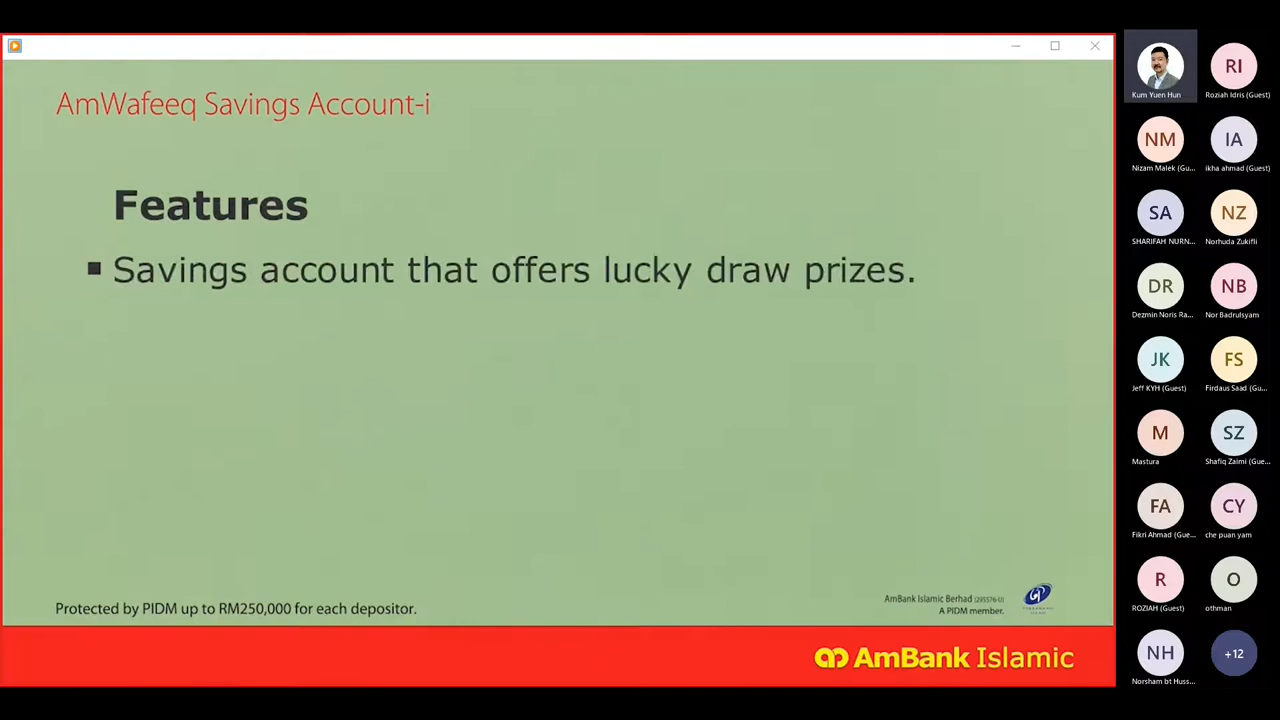 AmWafeeq Savings Account-i
Features
Savings account that offers lucky draw prizes.
Protected by PIDM up to RM250,000 for each depositor.
AmBank Islamic Berhad (295576-U)
A PIDM member.
AmBank Islamic
Kum Yuen Hun
RI
Roziah Idris (Guest)
NM
Nizam Malek (Gu...
IA
ikha ahmad (Guest)
SA
SHARIFAH NURN...
NZ
Norhuda Zukifli
DR
Dezmin Noris Ra...
NB
Nor Badrulsyam
JK
Jeff KYH (Guest)
FS
Firdaus Saad (Gu...
M
Mastura
SZ
Shafiq Zaimi (Gue...
FA
Fikri Ahmad (Gue...
CY
che puan yam
R
ROZIAH (Guest)
O
othman
NH
Norsham bt Huss...
+12